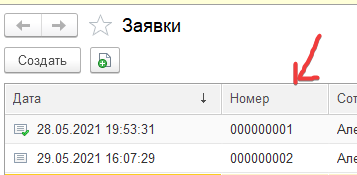 Заявки
Создать
Дата ↓ Номер
28.05.2021 19:53:31 000000001
29.05.2021 16:07:29 000000002